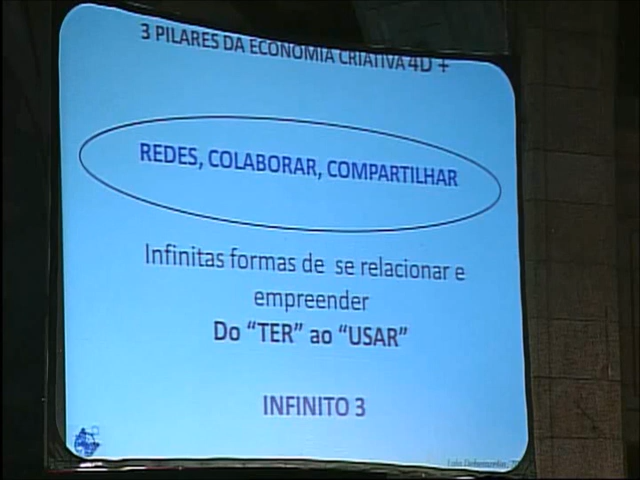 3 PILARES DA ECONOMIA CRIATIVA 4D +
REDES, COLABORAR, COMPARTILHAR
Infinitas formas de se relacionar e
empreender
Do “TER” ao “USAR”
INFINITO 3